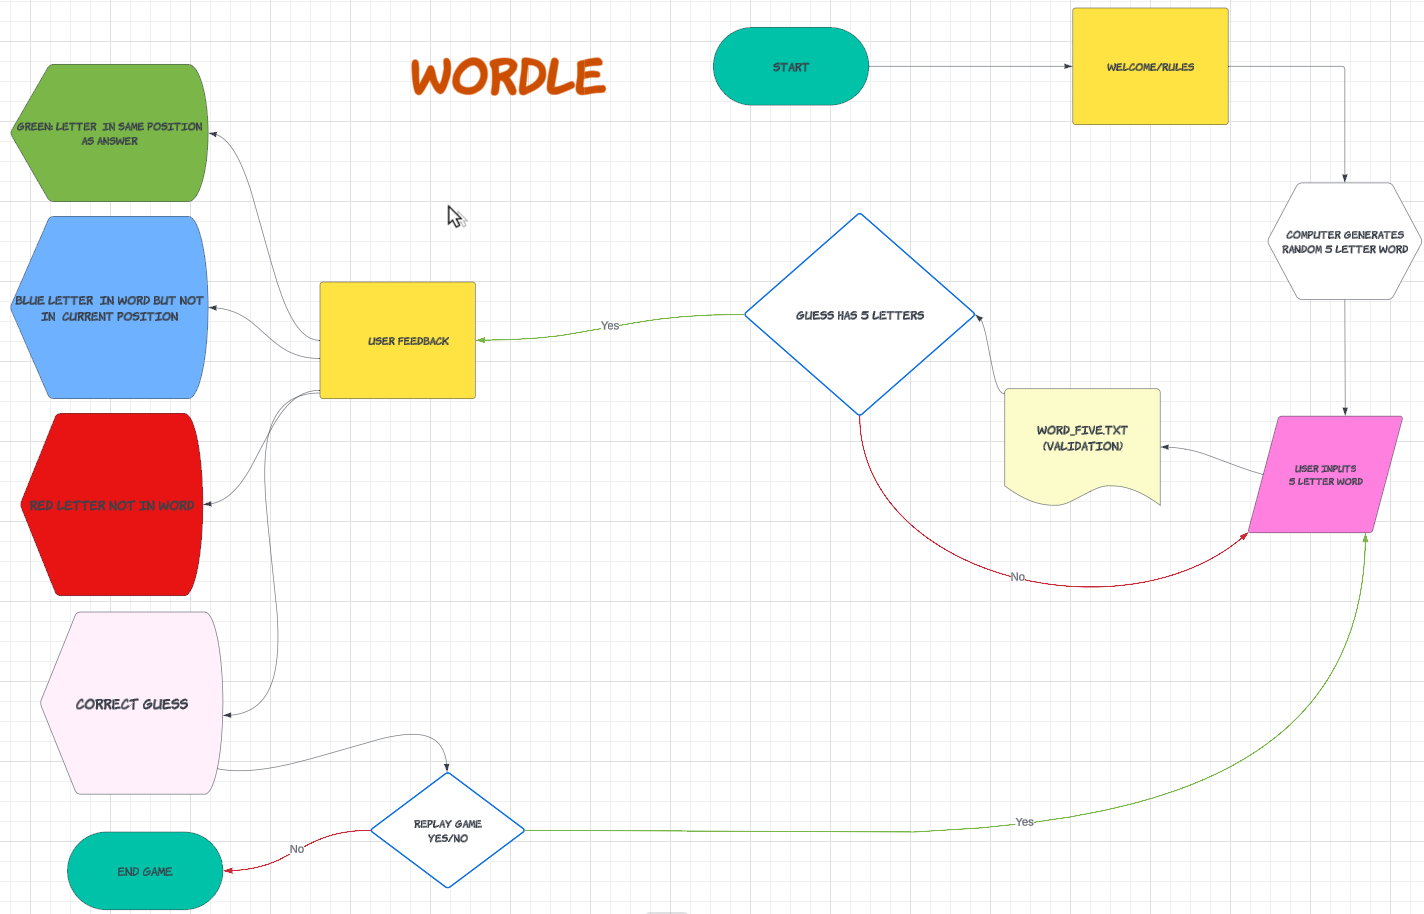 WORDLE
START
WELCOME/RULES
GREEN: LETTER IN SAME POSITION
AS ANSWER
COMPUTER GENERATES
RANDOM 5 LETTER WORD
BLUE LETTER IN WORD BUT NOT
IN CURRENT POSITION
USER FEEDBACK
Yes
GUESS HAS 5 LETTERS
WORD_FIVE.TXT
(VALIDATION)
USER INPUTS
5 LETTER WORD
RED LETTER NOT IN WORD
No
CORRECT GUESS
REPLAY GAME
YES/NO
Yes
No
END GAME